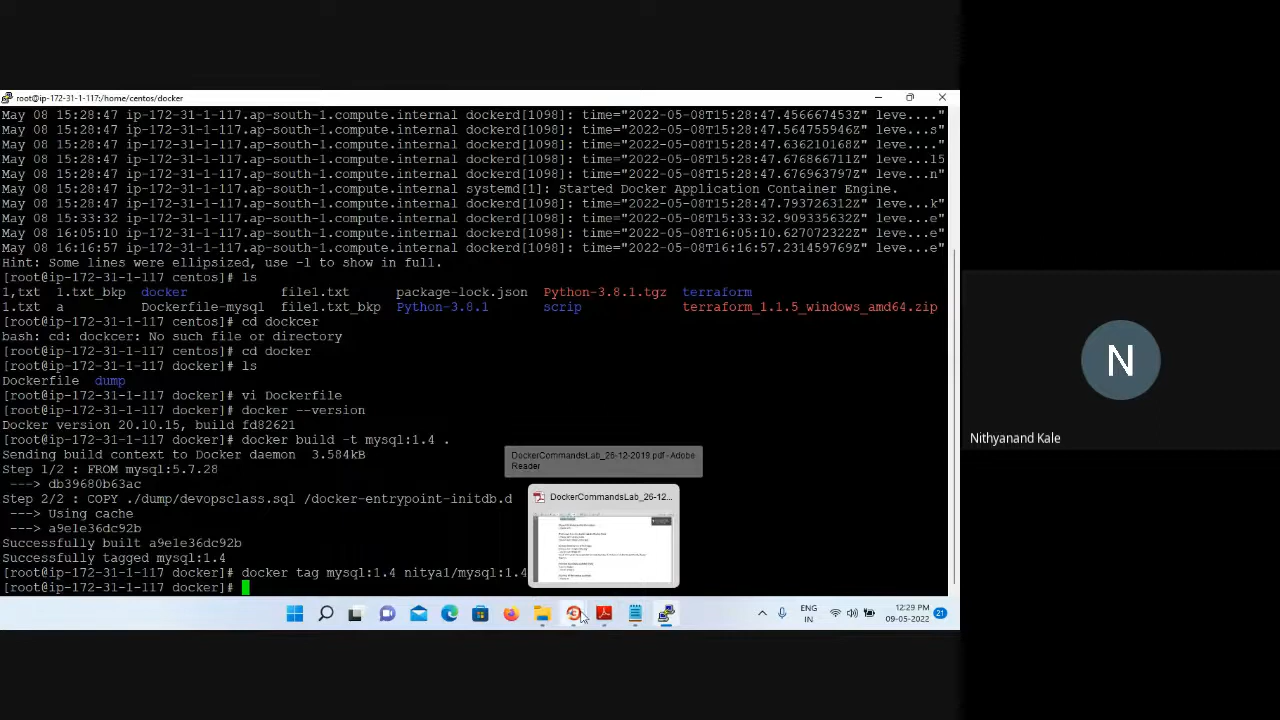 root@ip-172-31-1-117:/home/centos/docker
May 08 15:28:47 ip-172-31-1-117.ap-south-1.compute.internal dockerd[1098]: time="2022-05-08T15:28:47.456667453Z" leve...."
May 08 15:28:47 ip-172-31-1-117.ap-south-1.compute.internal dockerd[1098]: time="2022-05-08T15:28:47.564755946Z" leve...s"
May 08 15:28:47 ip-172-31-1-117.ap-south-1.compute.internal dockerd[1098]: time="2022-05-08T15:28:47.636210168Z" leve...."
May 08 15:28:47 ip-172-31-1-117.ap-south-1.compute.internal dockerd[1098]: time="2022-05-08T15:28:47.676866711Z" leve...15
May 08 15:28:47 ip-172-31-1-117.ap-south-1.compute.internal dockerd[1098]: time="2022-05-08T15:28:47.676963797Z" leve...n"
May 08 15:28:47 ip-172-31-1-117.ap-south-1.compute.internal systemd[1]: Started Docker Application Container Engine.
May 08 15:28:47 ip-172-31-1-117.ap-south-1.compute.internal dockerd[1098]: time="2022-05-08T15:28:47.793726312Z" leve...k"
May 08 15:33:32 ip-172-31-1-117.ap-south-1.compute.internal dockerd[1098]: time="2022-05-08T15:33:32.909335632Z" leve...e"
May 08 16:05:10 ip-172-31-1-117.ap-south-1.compute.internal dockerd[1098]: time="2022-05-08T16:05:10.627072322Z" leve...e"
May 08 16:16:57 ip-172-31-1-117.ap-south-1.compute.internal dockerd[1098]: time="2022-05-08T16:16:57.231459769Z" leve...e"
Hint: Some lines were ellipsized, use -l to show in full.
[root@ip-172-31-1-117 centos]# ls
1,txt 1.txt_bkp docker file1.txt package-lock.json Python-3.8.1.tgz terraform
1.txt a Dockerfile-mysql file1.txt_bkp Python-3.8.1 scrip terraform_1.1.5_windows_amd64.zip
[root@ip-172-31-1-117 centos]# cd dockcer
bash: cd: dockcer: No such file or directory
[root@ip-172-31-1-117 centos]# cd docker
[root@ip-172-31-1-117 docker]# ls
Dockerfile dump
[root@ip-172-31-1-117 docker]# vi Dockerfile
[root@ip-172-31-1-117 docker]# docker --version
Docker version 20.10.15, build fd82621
[root@ip-172-31-1-117 docker]# docker build -t mysql:1.4 .
Sending build context to Docker daemon 3.584kB
Step 1/2 : FROM mysql:5.7.28
---> db39680b63ac
Step 2/2 : COPY ./dump/devopsclass.sql /docker-entrypoint-initdb.d
---> Using cache
---> a9e1e36dc92b
Successfully built a9e1e36dc92b
Successfully tagged mysql:1.4
[root@ip-172-31-1-117 docker]# docker run mysql:1.4 nitya1/mysql:1.4
[root@ip-172-31-1-117 docker]#
DockerCommandsLab_26-12-2019.pdf - Adobe
Reader
DockerCommandsLab_26-12...
ENG
IN
12:29 PM
09-05-2022
21
N
Nithyanand Kale